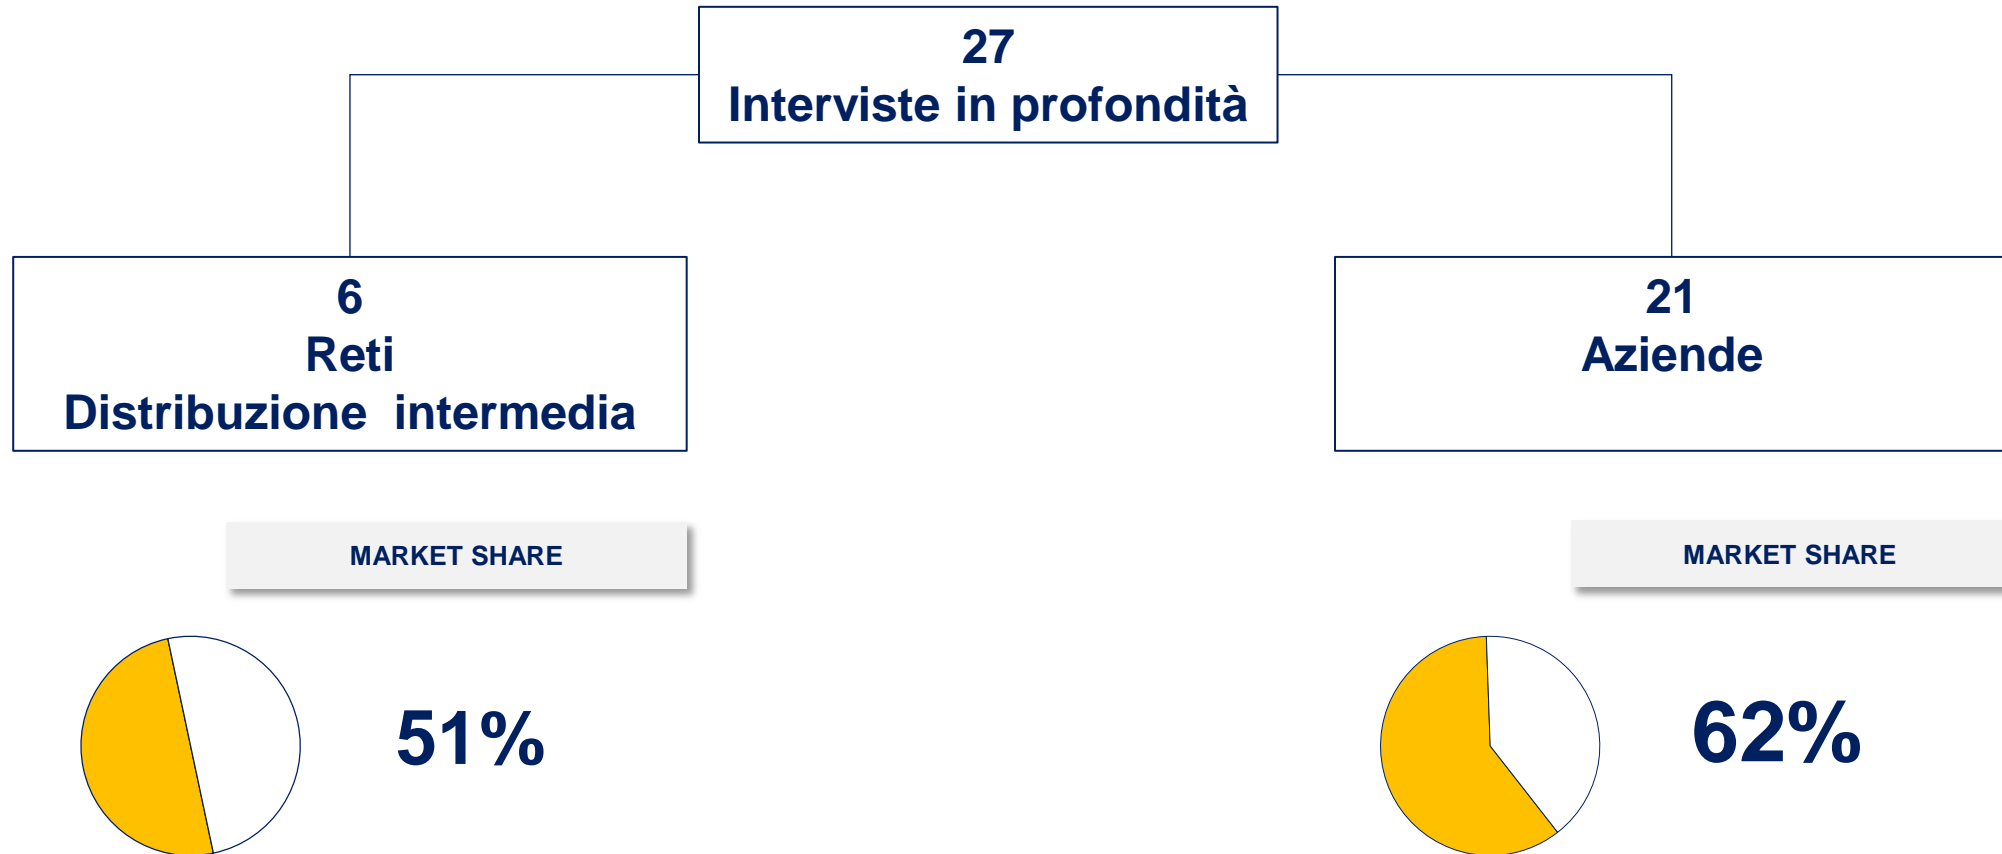 27
Interviste in profondità
6
Reti
Distribuzione intermedia
21
Aziende
MARKET SHARE
MARKET SHARE
51%
62%